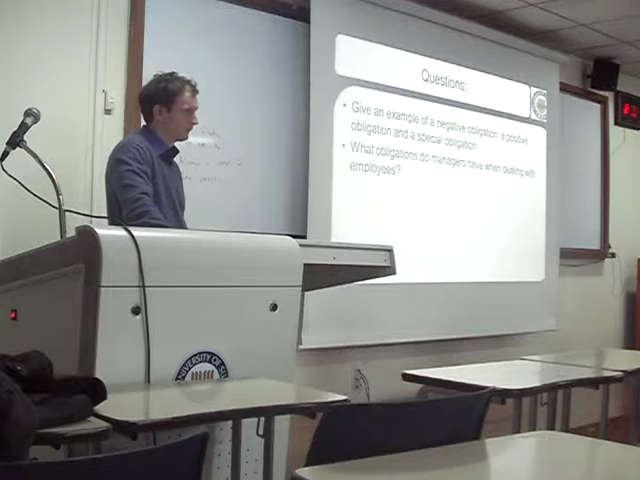 Questions:
• Give an example of a negative obligation, a positive
obligation and a special obligation
• What obligations do managers have when dealing with
employees?
UNIVERSITY OF